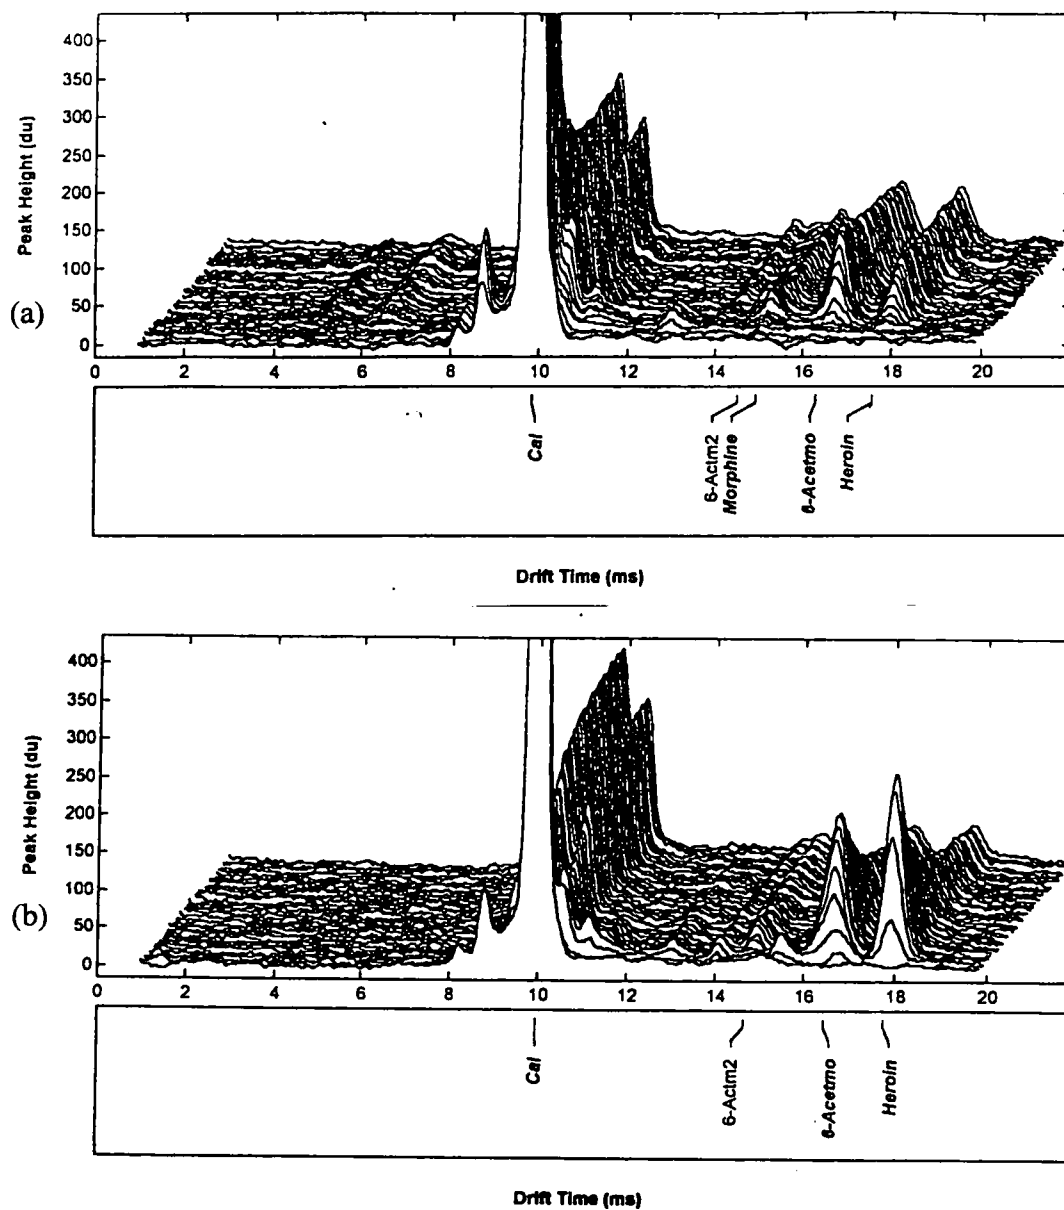 400
350
300
250
200
150
100
50
0
Peak Height (du)
(a)
0 2 4 6 8 10 12 14 16 18 20
Cal
6-Actm2
Morphine
6-Acetmo
Heroin
Drift Time (ms)
400
350
300
250
200
150
100
50
0
Peak Height (du)
(b)
0 2 4 6 8 10 12 14 16 18 20
Cal
6-Actm2
6-Acetmo
Heroin
Drift Time (ms)